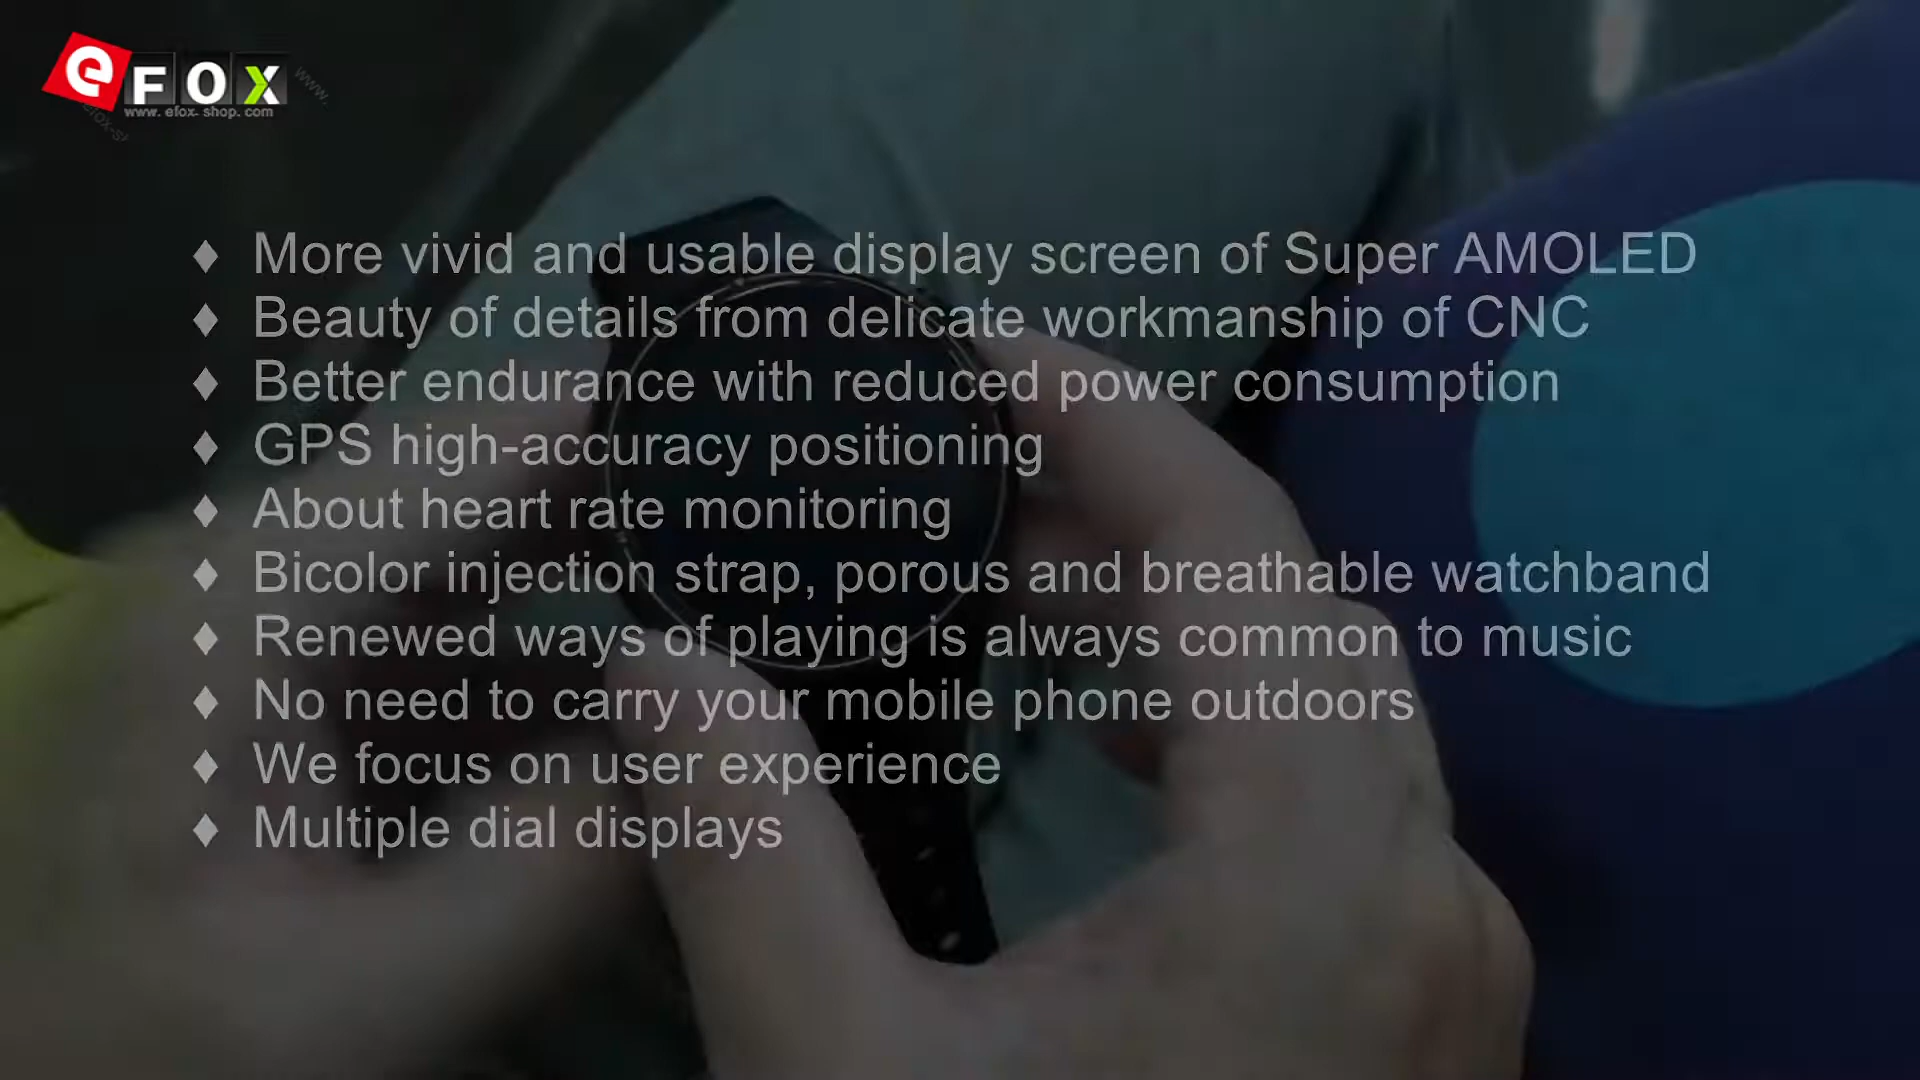 eFOX
www. efox- shop. com
www.
efox-sh
♦ More vivid and usable display screen of Super AMOLED
♦ Beauty of details from delicate workmanship of CNC
♦ Better endurance with reduced power consumption
♦ GPS high-accuracy positioning
♦ About heart rate monitoring
♦ Bicolor injection strap, porous and breathable watchband
♦ Renewed ways of playing is always common to music
♦ No need to carry your mobile phone outdoors
♦ We focus on user experience
♦ Multiple dial displays